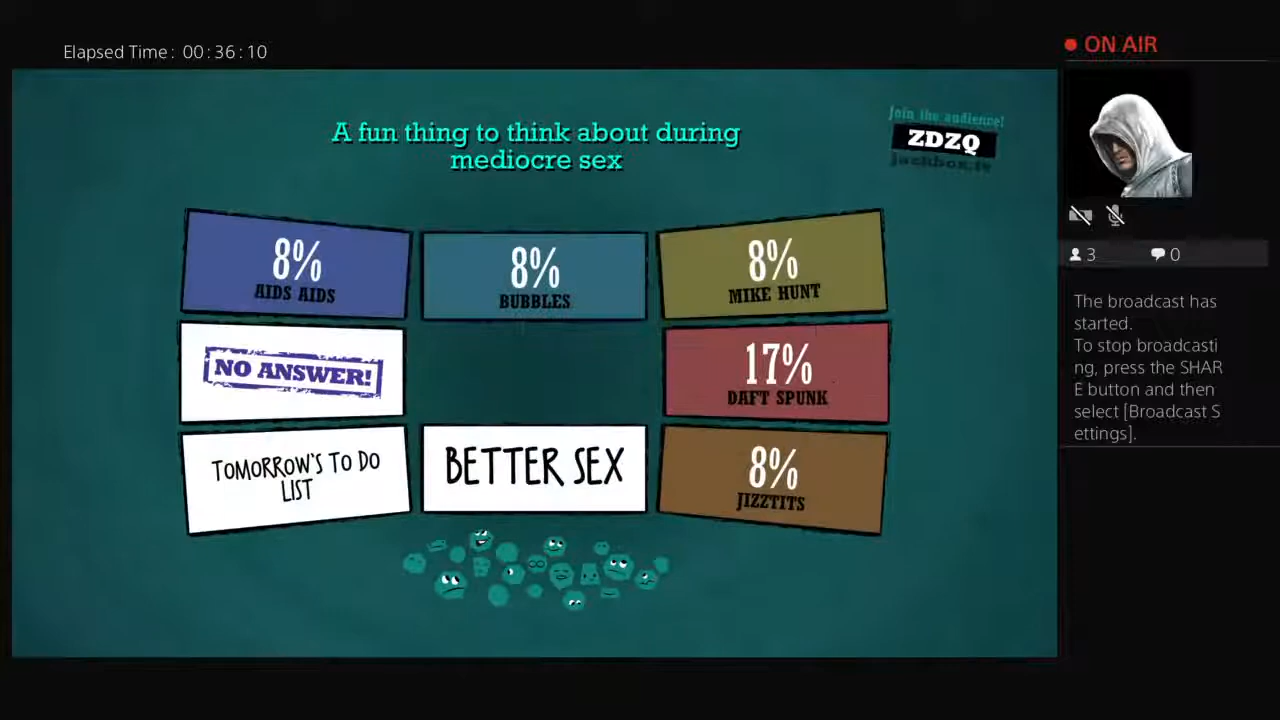 Elapsed Time: 00:36:10
ON AIR
A fun thing to think about during
mediocre sex
Join the audience!
ZDZQ
jackbox.tv
8%
AIDS AIDS
8%
BUBBLES
8%
MIKE HUNT
NO ANSWER!
17%
DAFT SPUNK
TOMORROW'S TO DO
LIST
BETTER SEX
8%
JIZZTITS
3
0
The broadcast has
started.
To stop broadcasti
ng, press the SHAR
E button and then
select [Broadcast S
ettings].